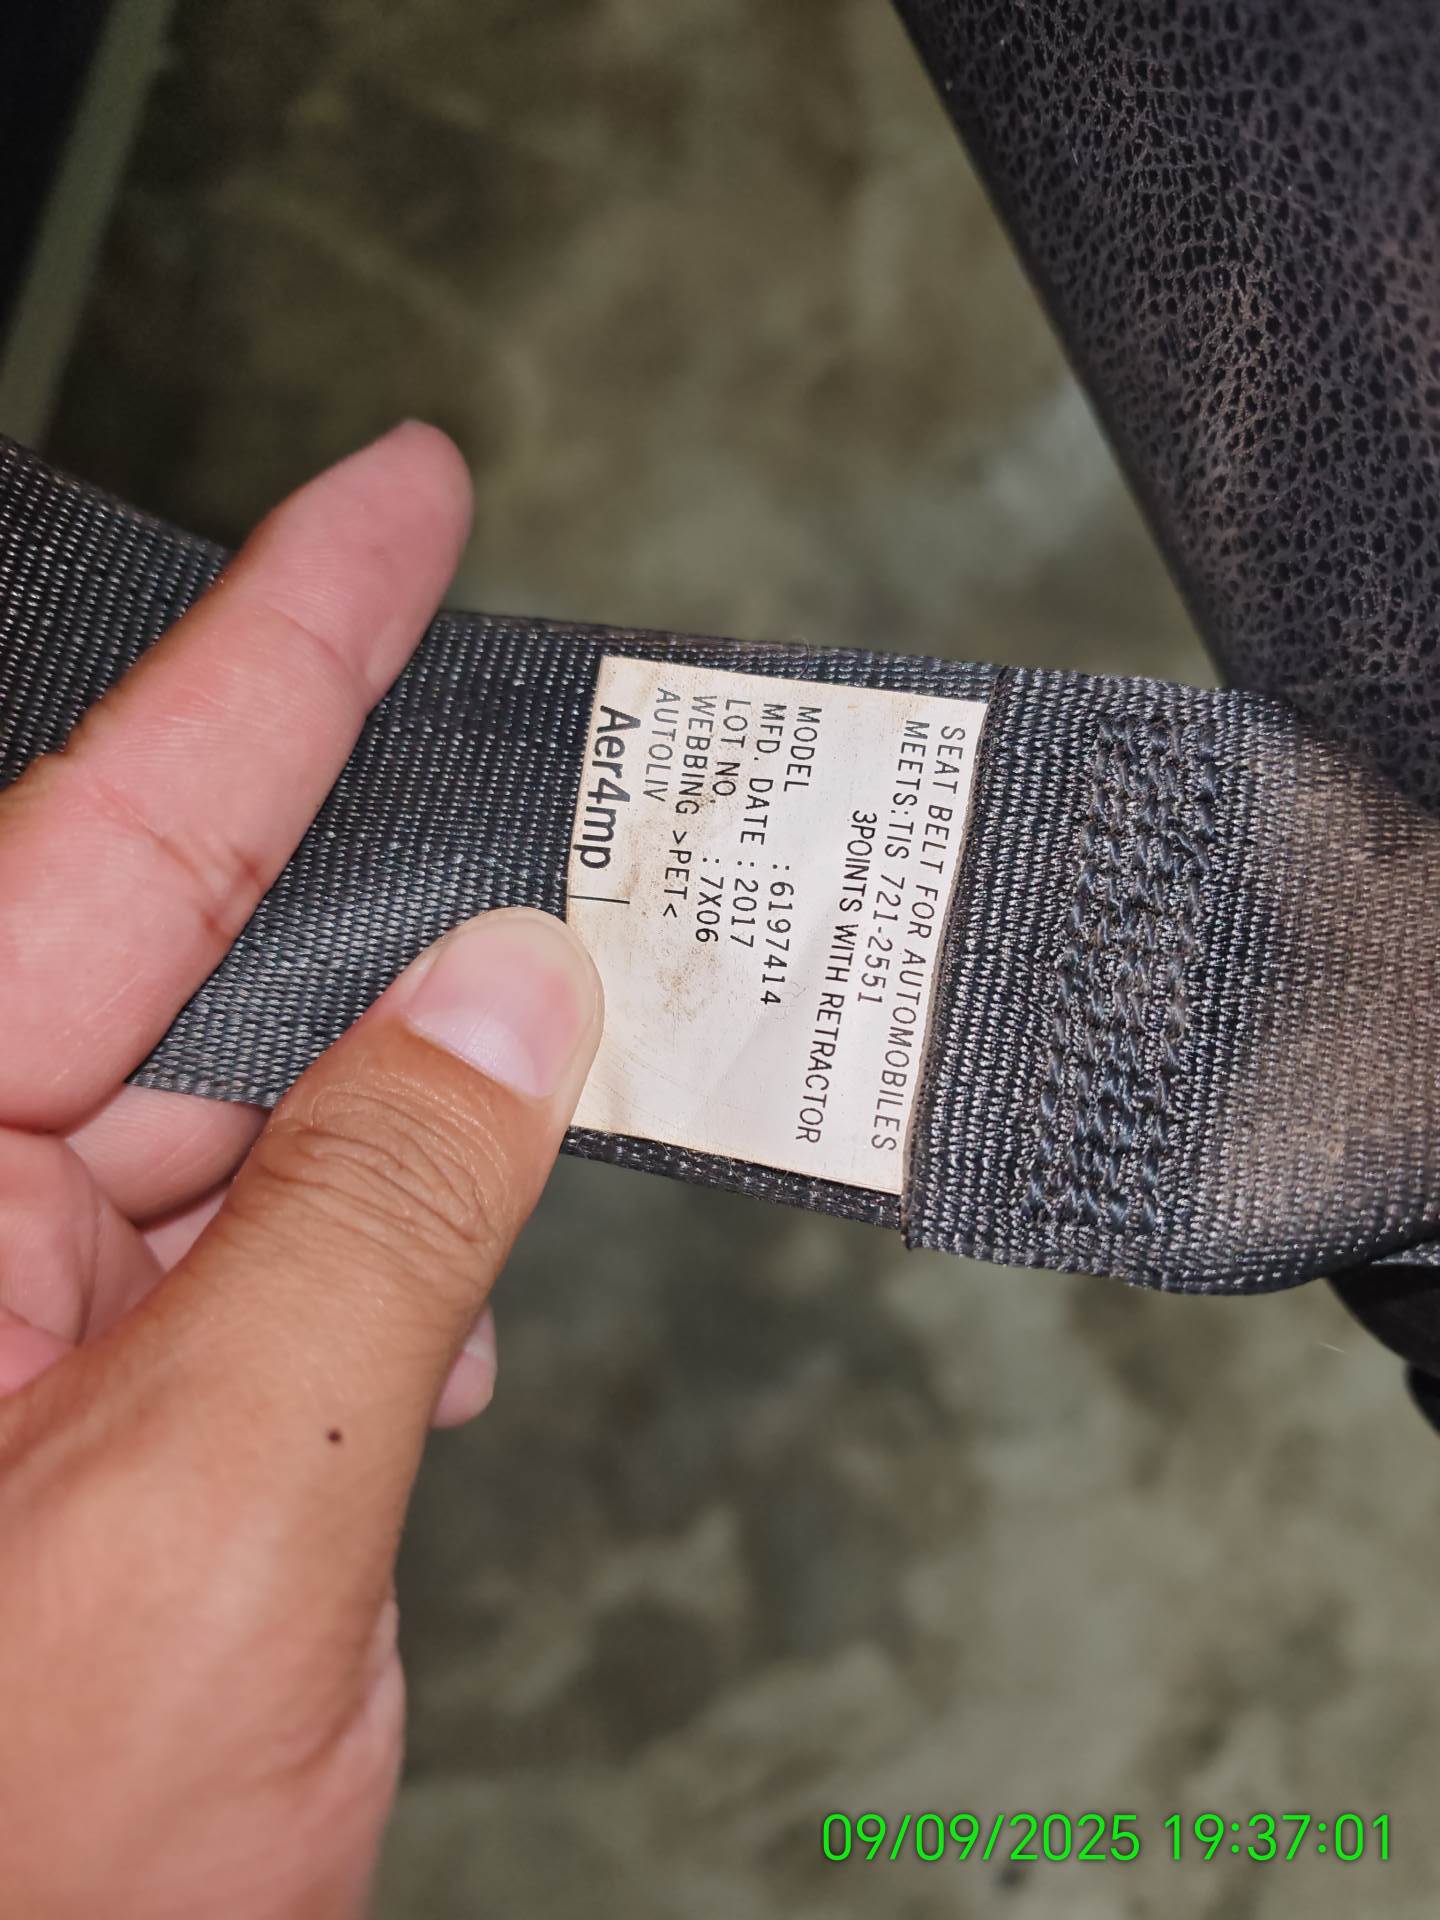 SEAT BELT FOR AUTOMOBILES
MEETS:TIS 721-2551
3POINTS WITH RETRACTOR
MODEL :6197414
MFD. DATE :2017
LOT NO. :7X06
WEBBING >PET<
AUTOLIV
Aer4mp
09/09/2025 19:37:01